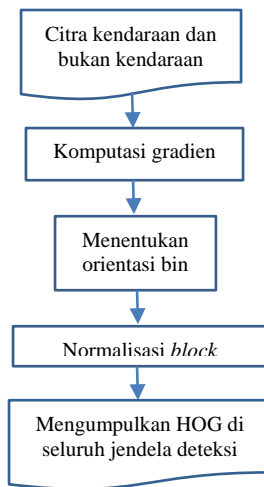 Citra kendaraan dan
bukan kendaraan
Komputasi gradien
Menentukan
orientasi bin
Normalisasi block
Mengumpulkan HOG di
seluruh jendela deteksi